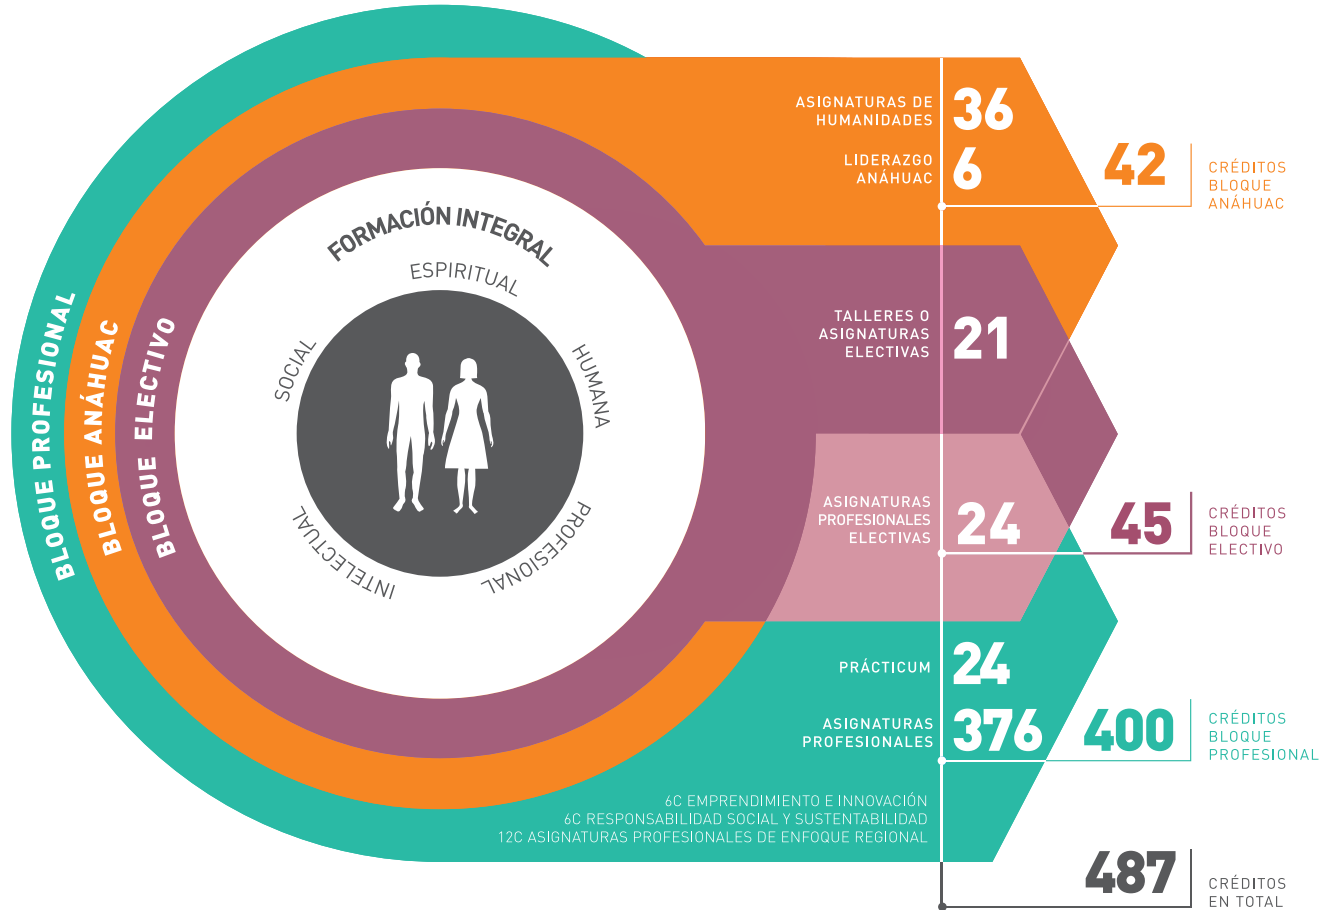 BLOQUE PROFESIONAL
BLOQUE ANÁHUAC
BLOQUE ELECTIVO
FORMACIÓN INTEGRAL
ESPIRITUAL
HUMANA
PROFESIONAL
INTELECTUAL
SOCIAL
ASIGNATURAS DE
HUMANIDADES
36
LIDERAZGO
ANÁHUAC
6
42
CRÉDITOS
BLOQUE
ANÁHUAC
TALLERES O
ASIGNATURAS
ELECTIVAS
21
ASIGNATURAS
PROFESIONALES
ELECTIVAS
24
45
CRÉDITOS
BLOQUE
ELECTIVO
PRÁCTICUM
24
ASIGNATURAS
PROFESIONALES
376
400
CRÉDITOS
BLOQUE
PROFESIONAL
6C EMPRENDIMIENTO E INNOVACIÓN
6C RESPONSABILIDAD SOCIAL Y SUSTENTABILIDAD
12C ASIGNATURAS PROFESIONALES DE ENFOQUE REGIONAL
487
CRÉDITOS
EN TOTAL